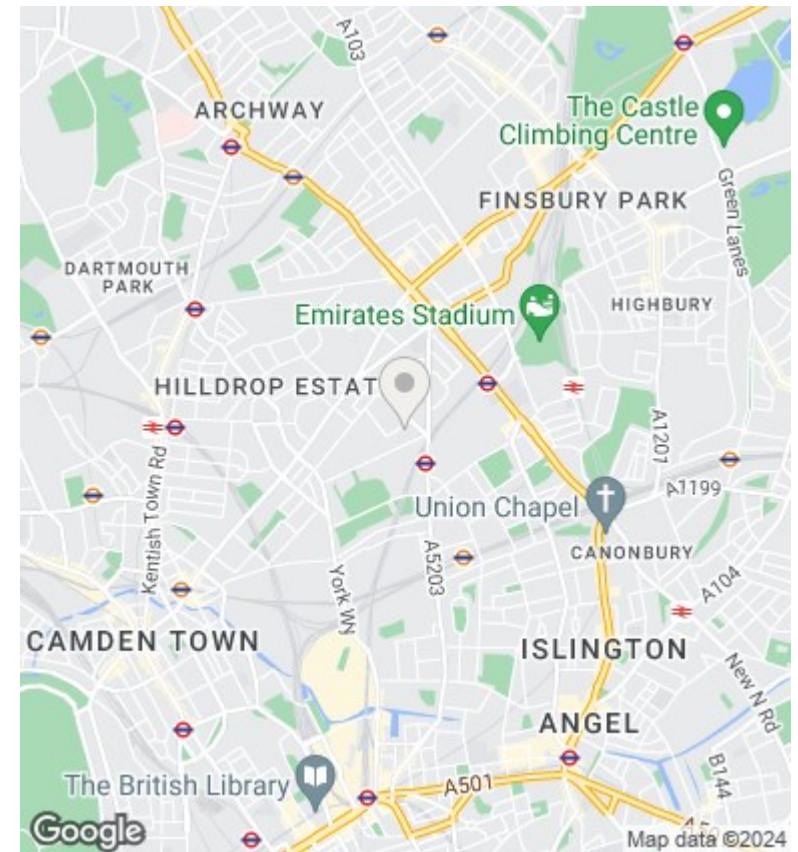 A103
ARCHWAY
The Castle
Climbing Centre
Green Lanes
FINSBURY PARK
DARTMOUTH
PARK
Emirates Stadium
HIGHBURY
HILLDROP ESTAT
A1201
Kentish Town Rd
Union Chapel
A1199
CANONBURY
A5203
York Wy
A104
CAMDEN TOWN
ISLINGTON
New N Rd
ANGEL
B144
The British Library
A501
Google
Map data ©2024